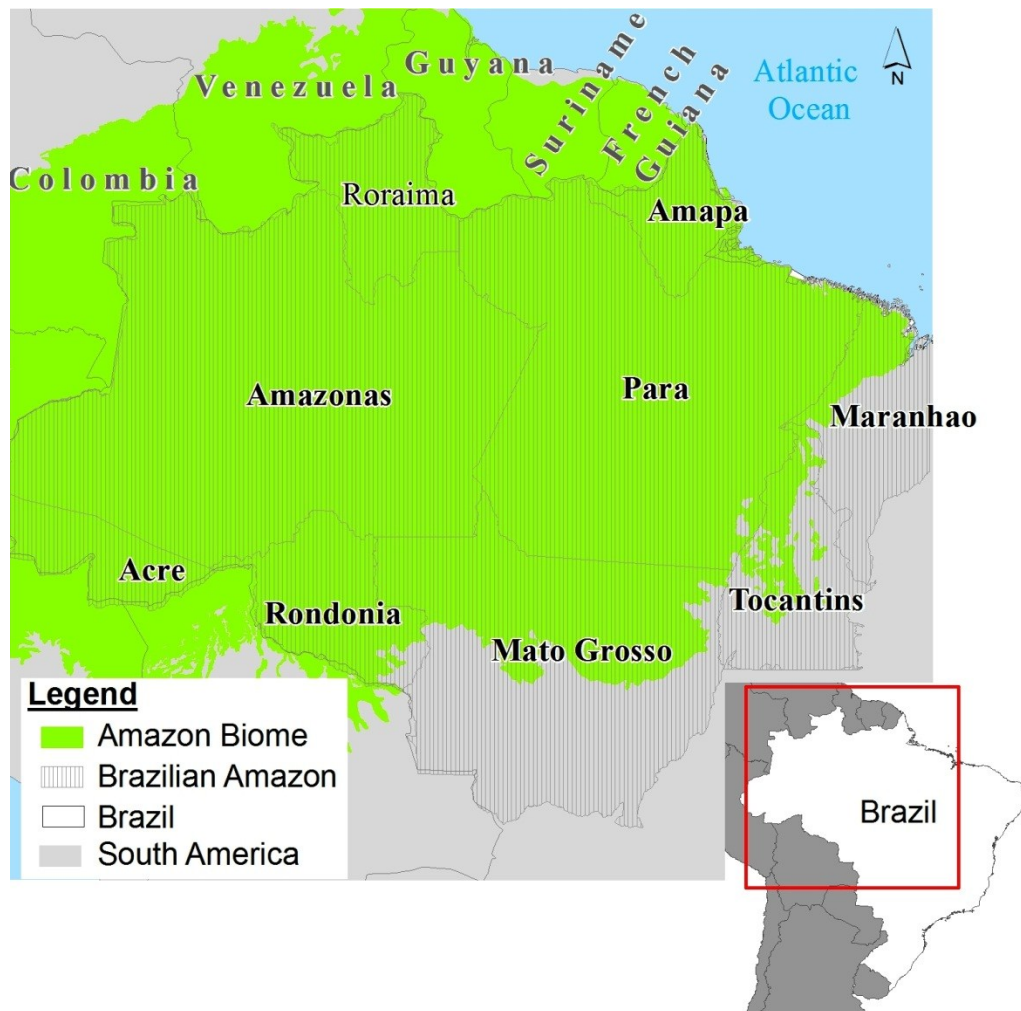 Venezuela
Guyana
Suriname
French
Guiana
Atlantic
Ocean
N
Colombia
Roraima
Amapa
Amazonas
Para
Maranhao
Acre
Rondonia
Mato Grosso
Tocantins
Legend
Amazon Biome
Brazilian Amazon
Brazil
South America
Brazil